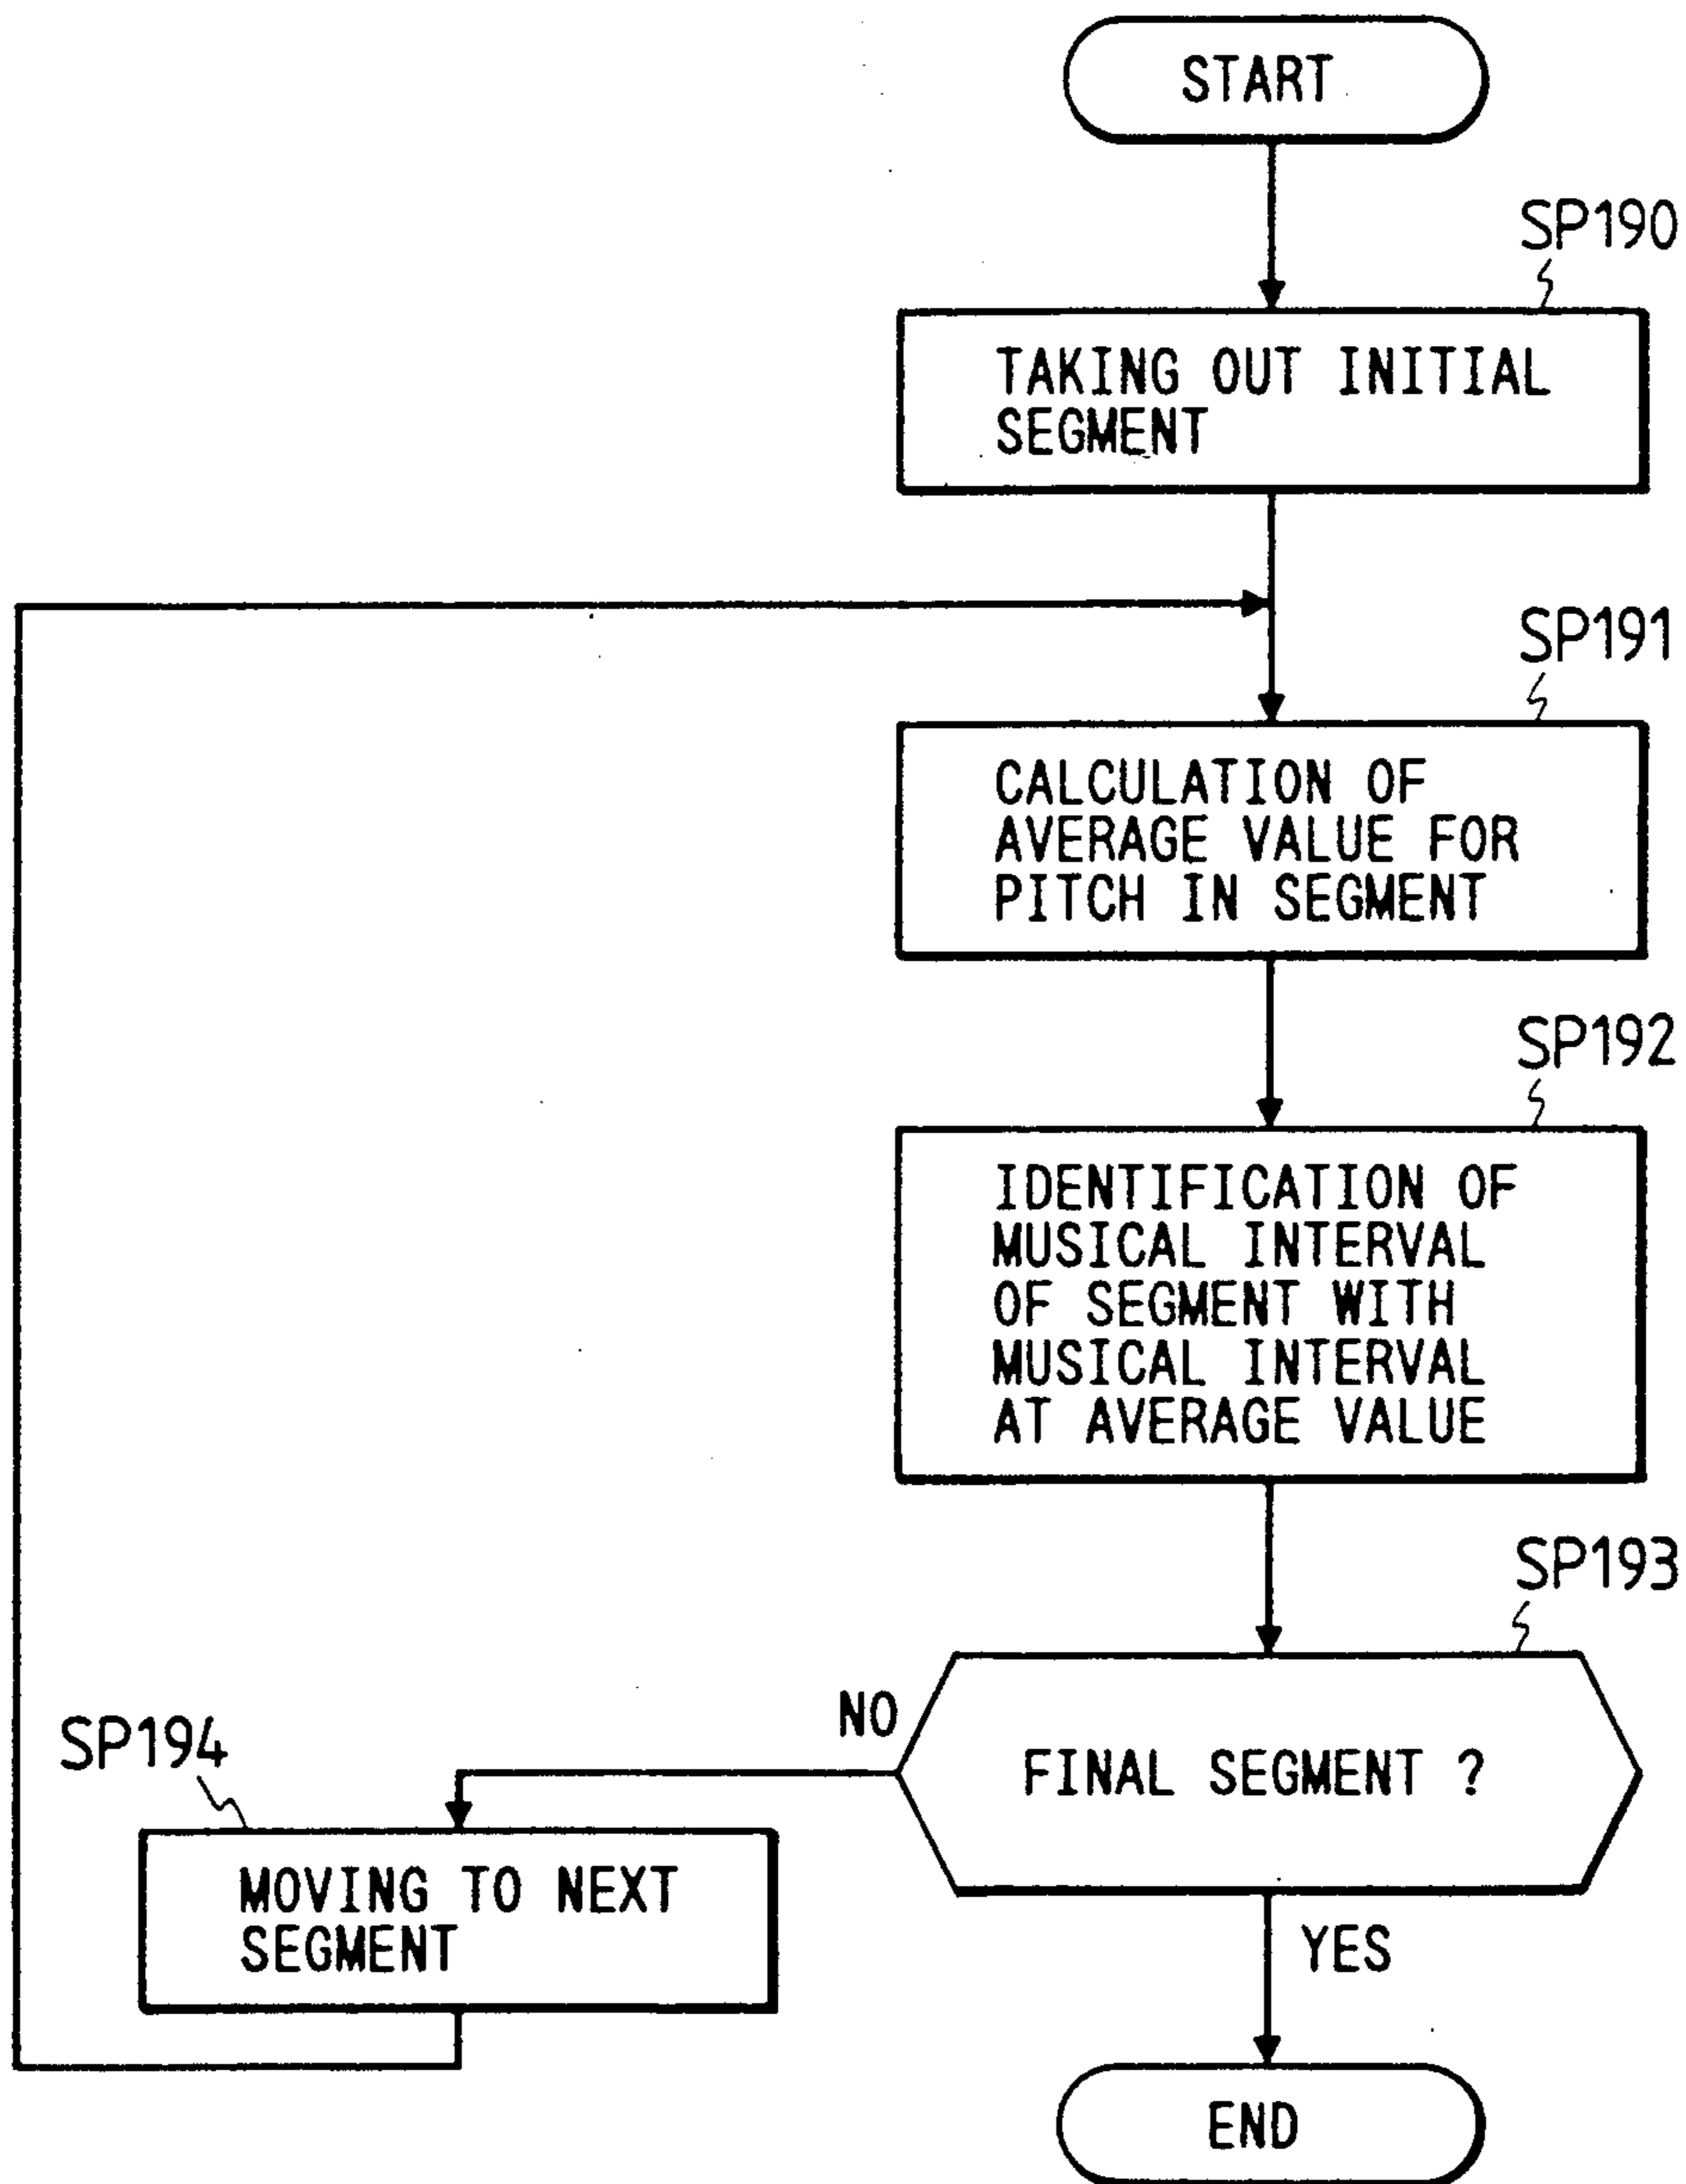 START
SP190
TAKING OUT INITIAL
SEGMENT
SP191
CALCULATION OF
AVERAGE VALUE FOR
PITCH IN SEGMENT
SP192
IDENTIFICATION OF
MUSICAL INTERVAL
OF SEGMENT WITH
MUSICAL INTERVAL
AT AVERAGE VALUE
SP193
NO
FINAL SEGMENT ?
SP194
MOVING TO NEXT
SEGMENT
YES
END